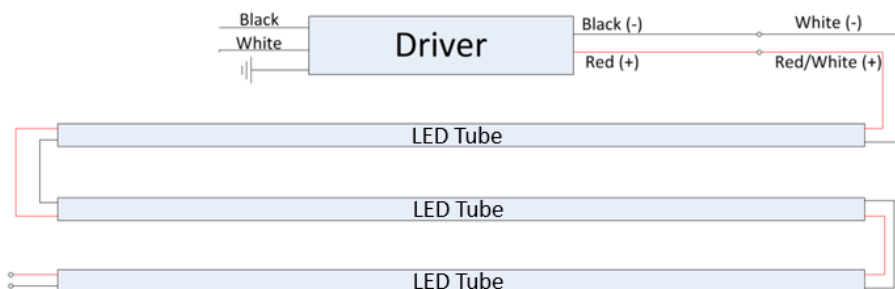 Black
White
Driver
Black (-)
Red (+)
White (-)
Red/White (+)
LED Tube
LED Tube
LED Tube